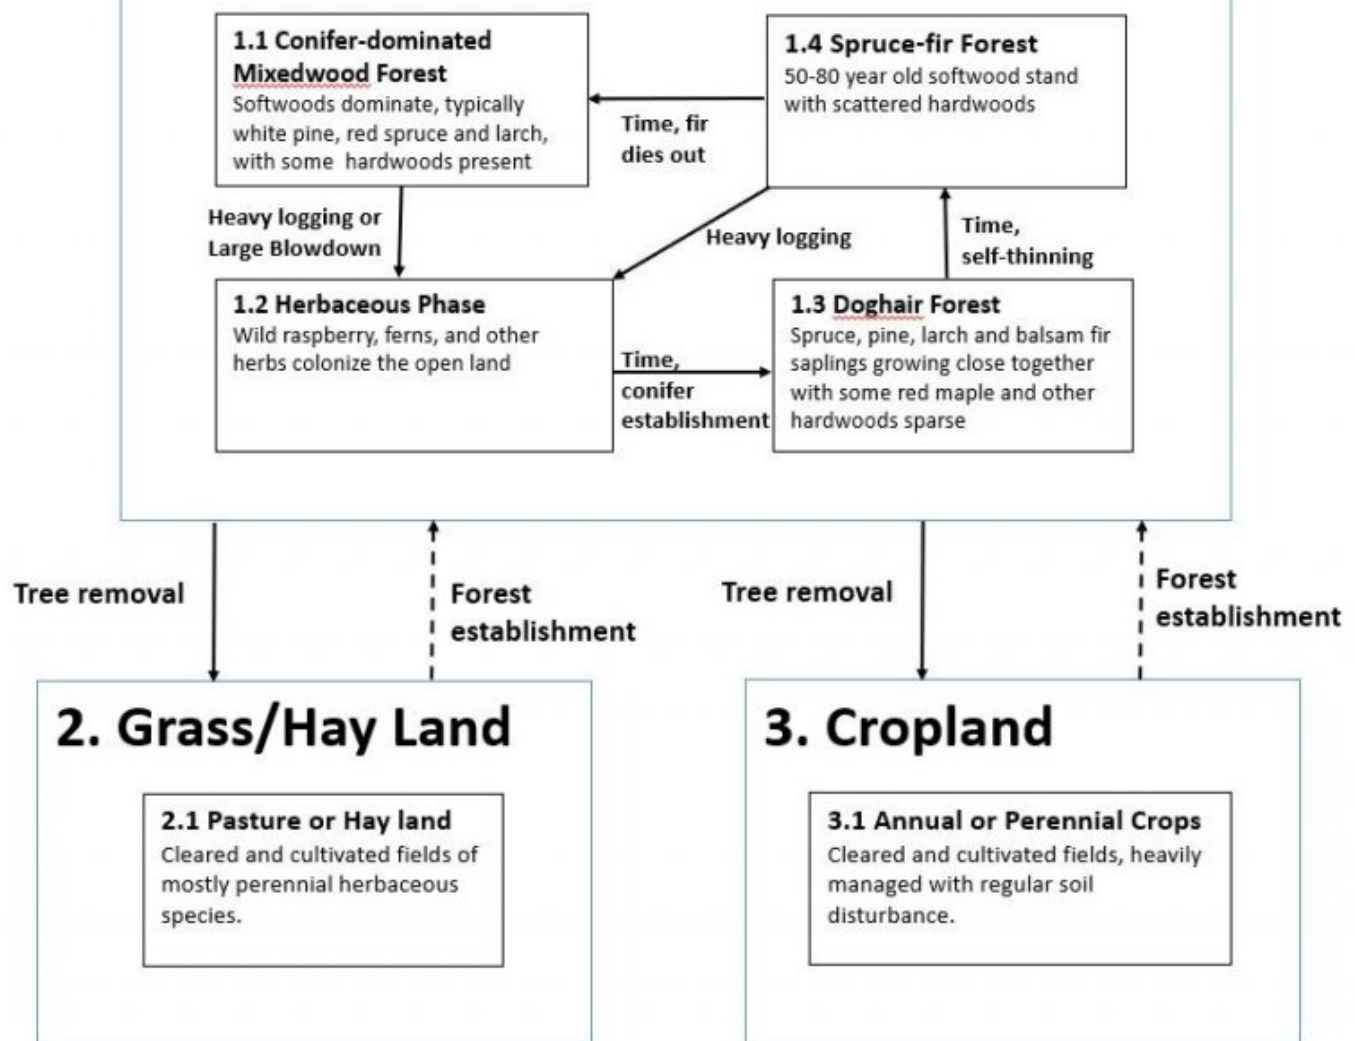 1.1 Conifer-dominated
Mixedwood Forest
Softwoods dominate, typically
white pine, red spruce and larch,
with some  hardwoods present
1.4 Spruce-fir Forest
50-80 year old softwood stand
with scattered hardwoods
Time, fir
dies out
Heavy logging or
Large Blowdown
Heavy logging
Time,
self-thinning
1.2 Herbaceous Phase
Wild raspberry, ferns, and other
herbs colonize the open land
Time,
conifer
establishment
1.3 Doghair Forest
Spruce, pine, larch and balsam fir
saplings growing close together
with some red maple and other
hardwoods sparse
Tree removal
Forest
establishment
Tree removal
Forest
establishment
2. Grass/Hay Land
2.1 Pasture or Hay land
Cleared and cultivated fields of
mostly perennial herbaceous
species.
3. Cropland
3.1 Annual or Perennial Crops
Cleared and cultivated fields, heavily
managed with regular soil
disturbance.